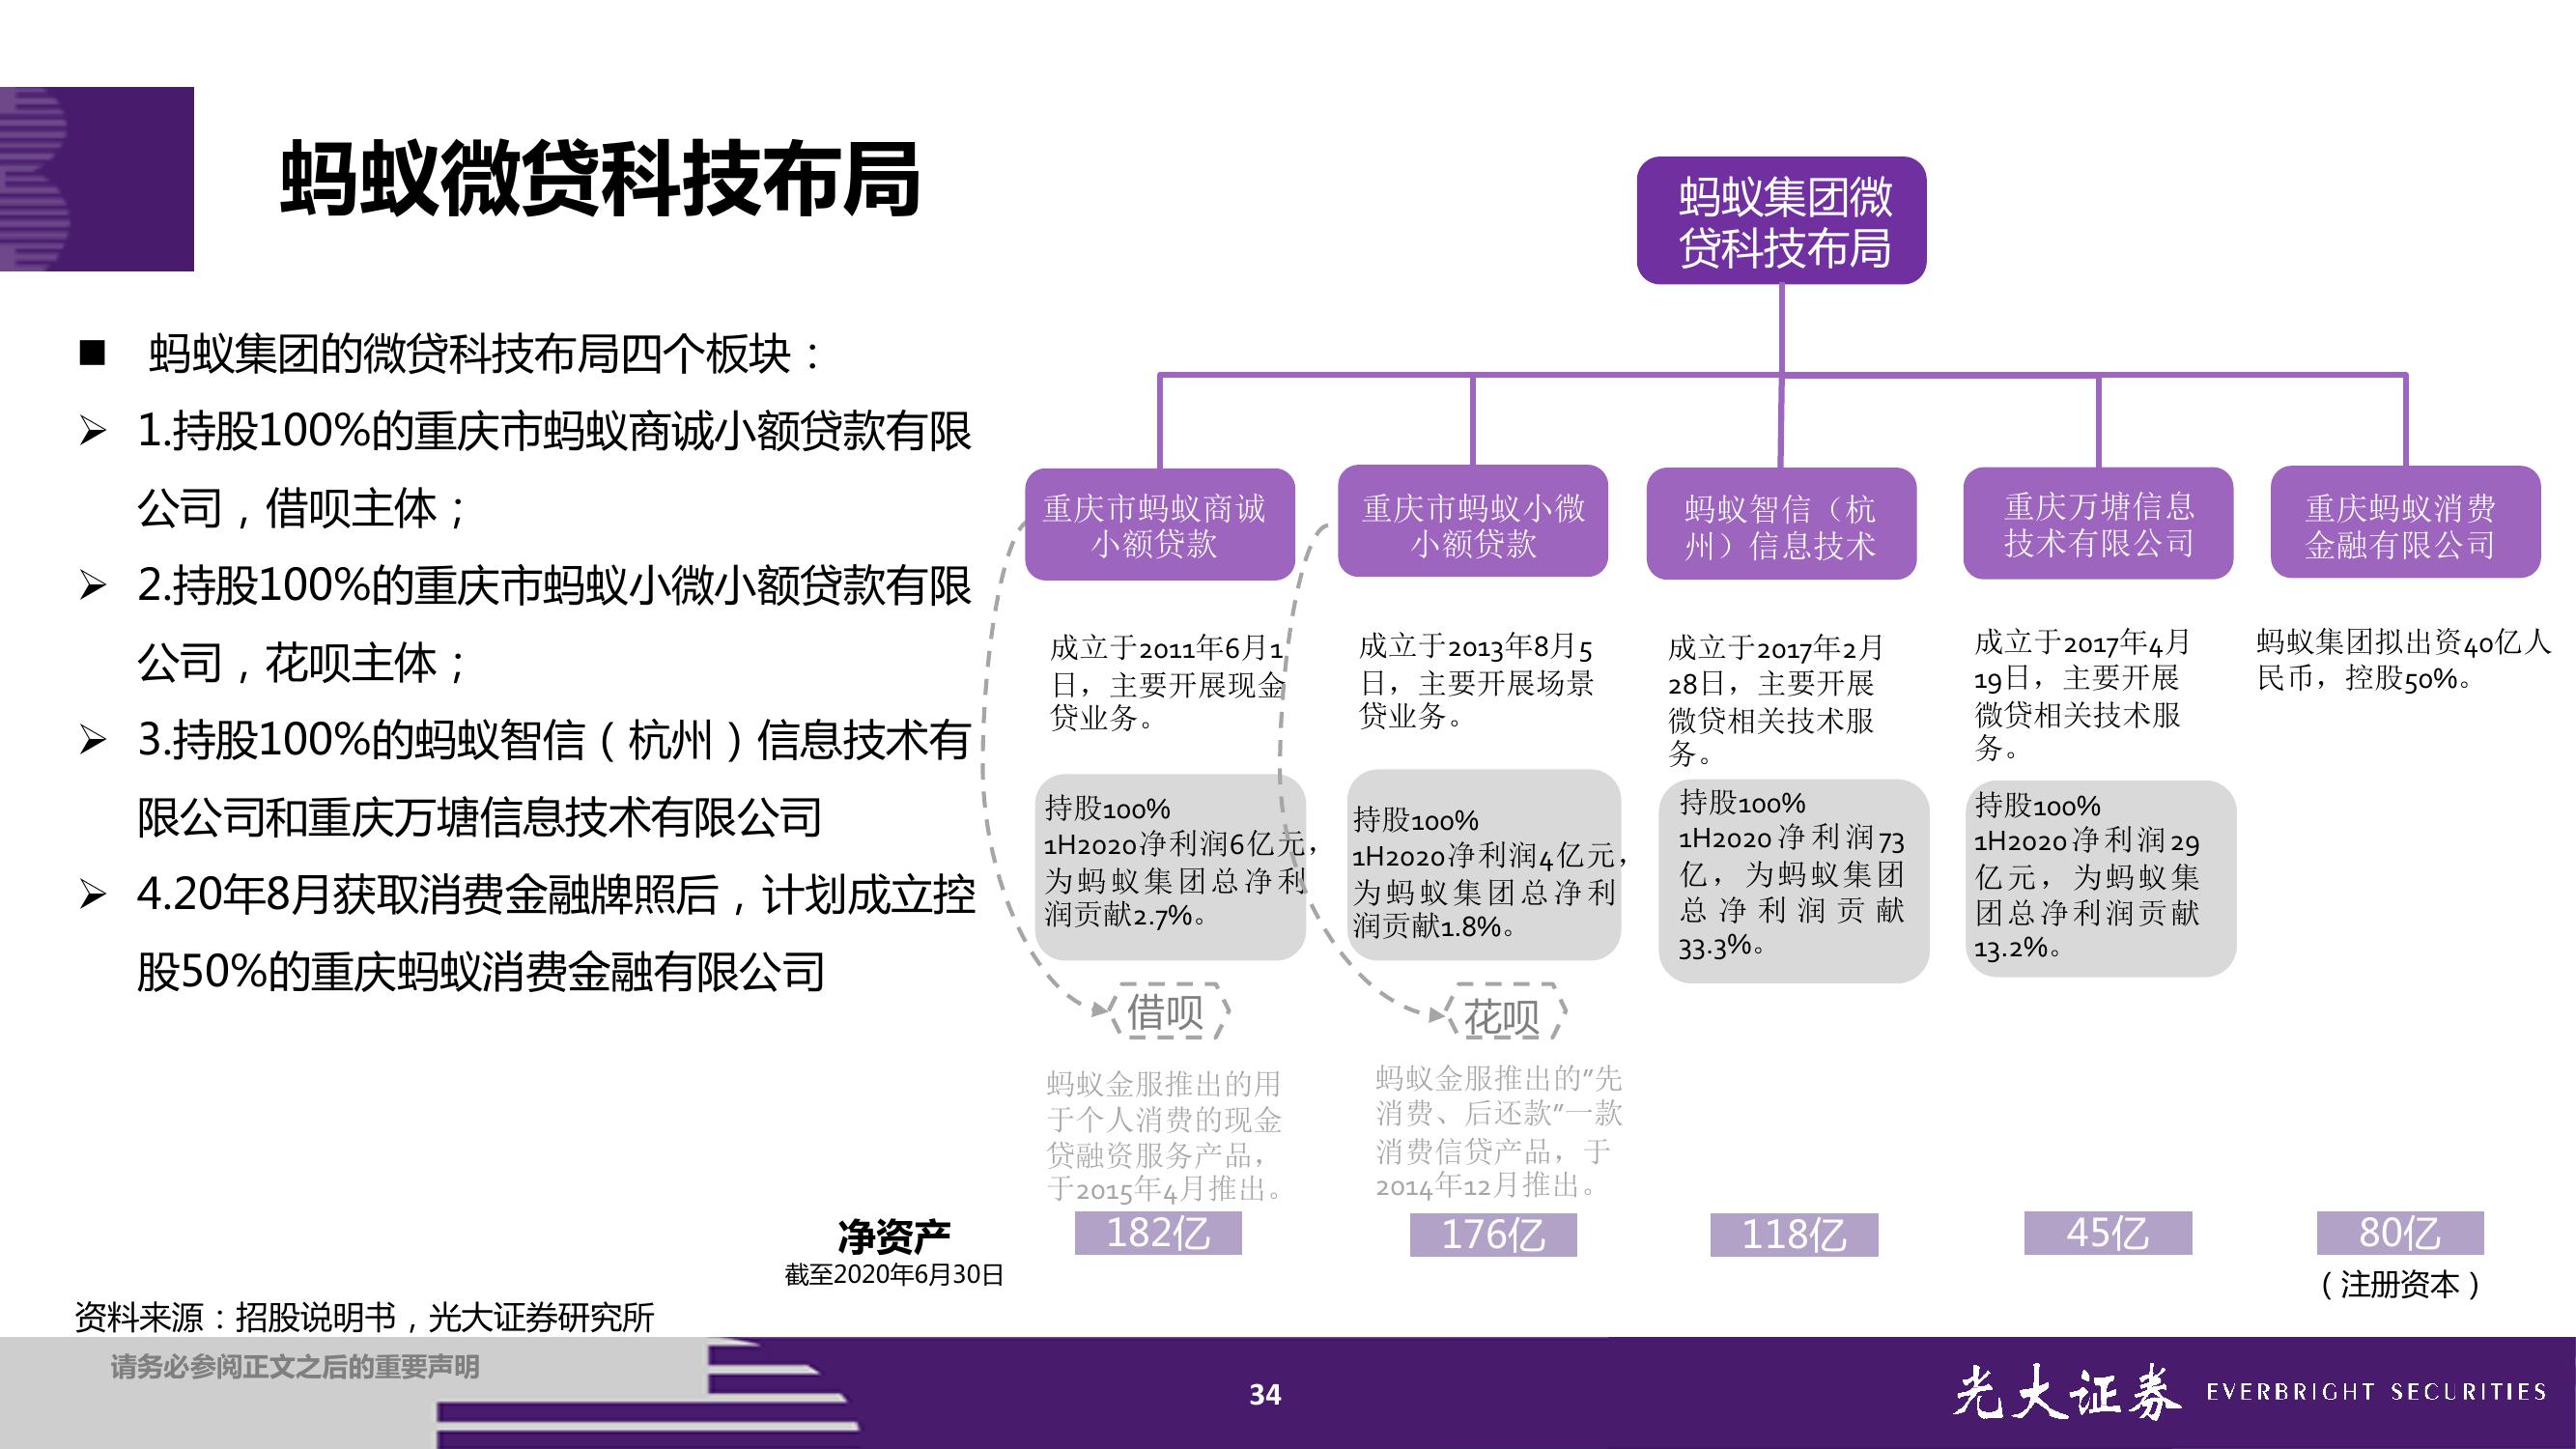 蚂蚁微贷科技布局
■ 蚂蚁集团的微贷科技布局四个板块：
➢ 1.持股100%的重庆市蚂蚁商诚小额贷款有限
公司，借呗主体；
➢ 2.持股100%的重庆市蚂蚁小微小额贷款有限
公司，花呗主体；
➢ 3.持股100%的蚂蚁智信（杭州）信息技术有
限公司和重庆万塘信息技术有限公司
➢ 4.20年8月获取消费金融牌照后，计划成立控
股50%的重庆蚂蚁消费金融有限公司
蚂蚁集团微
贷科技布局
重庆市蚂蚁商诚
小额贷款
成立于2011年6月1
日，主要开展现金
贷业务。
持股100%
1H2020净利润6亿元，
为蚂蚁集团总净利
润贡献2.7%。
借呗
蚂蚁金服推出的用
于个人消费的现金
贷融资服务产品，
于2015年4月推出。
重庆市蚂蚁小微
小额贷款
成立于2013年8月5
日，主要开展场景
贷业务。
持股100%
1H2020净利润4亿元，
为蚂蚁集团总净利
润贡献1.8%。
花呗
蚂蚁金服推出的"先
消费、后还款"一款
消费信贷产品，于
2014年12月推出。
蚂蚁智信（杭
州）信息技术
成立于2017年2月
28日，主要开展
微贷相关技术服
务。
持股100%
1H2020净利润73
亿，为蚂蚁集团
总净利润贡献
33.3%。
重庆万塘信息
技术有限公司
成立于2017年4月
19日，主要开展
微贷相关技术服
务。
持股100%
1H2020净利润29
亿元，为蚂蚁集
团总净利润贡献
13.2%。
重庆蚂蚁消费
金融有限公司
蚂蚁集团拟出资40亿人
民币，控股50%。
净资产
截至2020年6月30日
182亿
176亿
118亿
45亿
80亿
（注册资本）
资料来源：招股说明书，光大证券研究所
请务必参阅正文之后的重要声明
34
光大证券 EVERBRIGHT SECURITIES